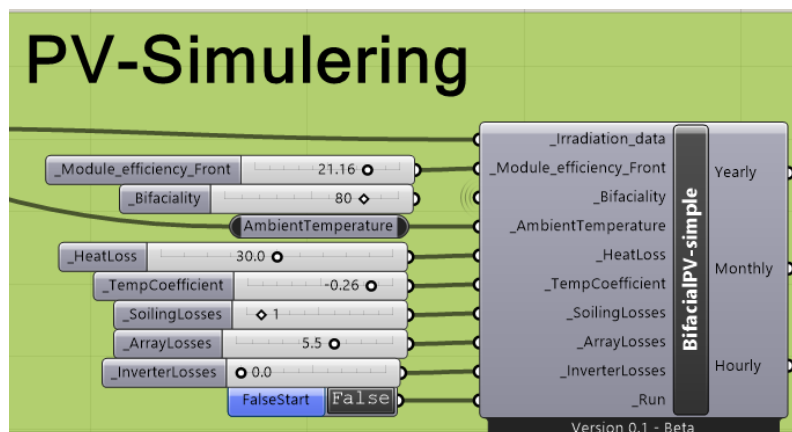 PV-Simulering
_Irradiation_data
_Module_efficiency_Front 21.16 _Module_efficiency_Front Yearly
_Bifaciality 80 _Bifaciality
AmbientTemperature _AmbientTemperature
_HeatLoss 30.0 _HeatLoss
_TempCoefficient -0.26 _TempCoefficient Monthly
_SoilingLosses 1 _SoilingLosses
_ArrayLosses 5.5 _ArrayLosses
_InverterLosses 0.0 _InverterLosses Hourly
FalseStart False _Run
BifacialPV-simple
Version 0.1 - Beta